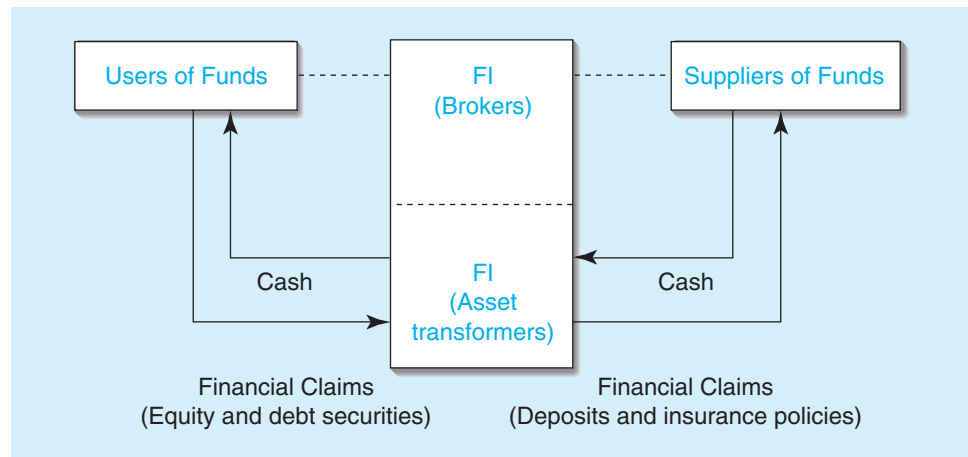 Users of Funds
FI
(Brokers)
Suppliers of Funds
Cash
FI
(Asset
transformers)
Cash
Financial Claims
(Equity and debt securities)
Financial Claims
(Deposits and insurance policies)